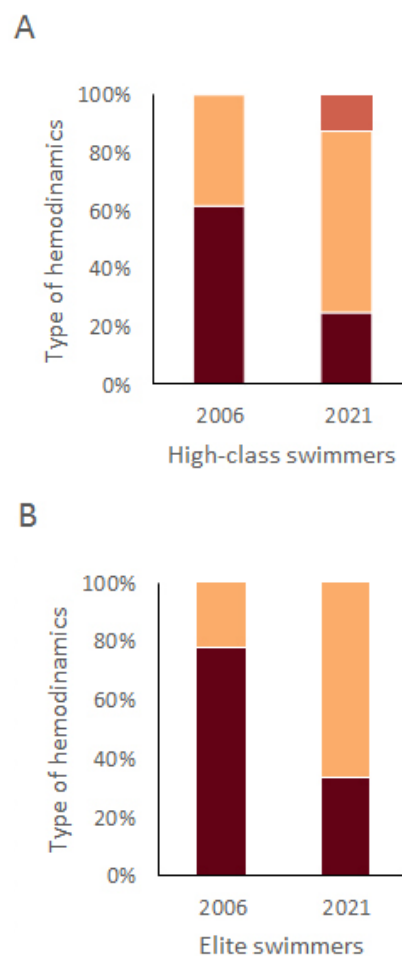 A
Type of hemodinamics
100%
80%
60%
40%
20%
0%
2006 2021
High-class swimmers
B
Type of hemodinamics
100%
80%
60%
40%
20%
0%
2006 2021
Elite swimmers